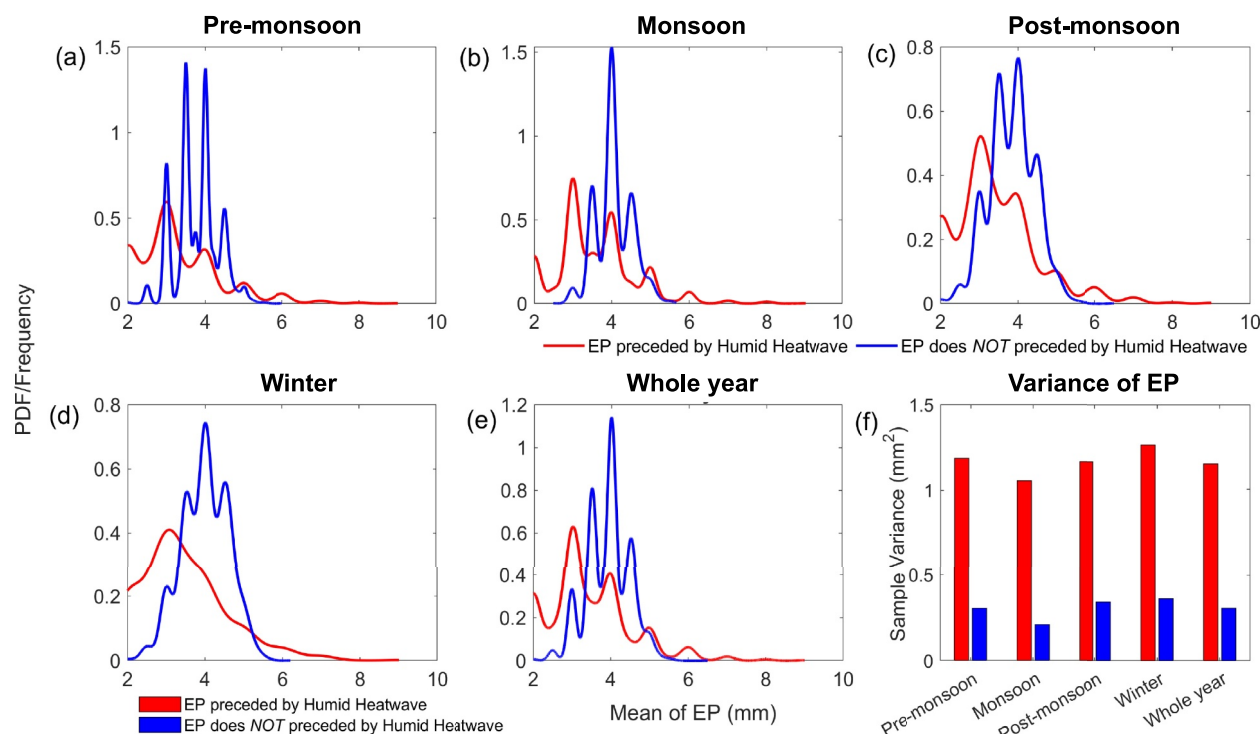 Pre-monsoon
Monsoon
Post-monsoon
(a)
(b)
(c)
1.5
1
0.5
0
2 4 6 8 10
1.5
1
0.5
0
2 4 6 8 10
0.8
0.6
0.4
0.2
0
2 4 6 8 10
EP preceded by Humid Heatwave
EP does NOT preceded by Humid Heatwave
PDF/Frequency
Winter
Whole year
Variance of EP
(d)
(e)
(f)
0.8
0.6
0.4
0.2
0
2 4 6 8 10
1.2
1
0.8
0.6
0.4
0.2
0
2 4 6 8 10
Sample Variance (mm2)
1.5
1
0.5
0
Pre-monsoon
Monsoon
Post-monsoon
Winter
Whole year
EP preceded by Humid Heatwave
EP does NOT preceded by Humid Heatwave
Mean of EP (mm)